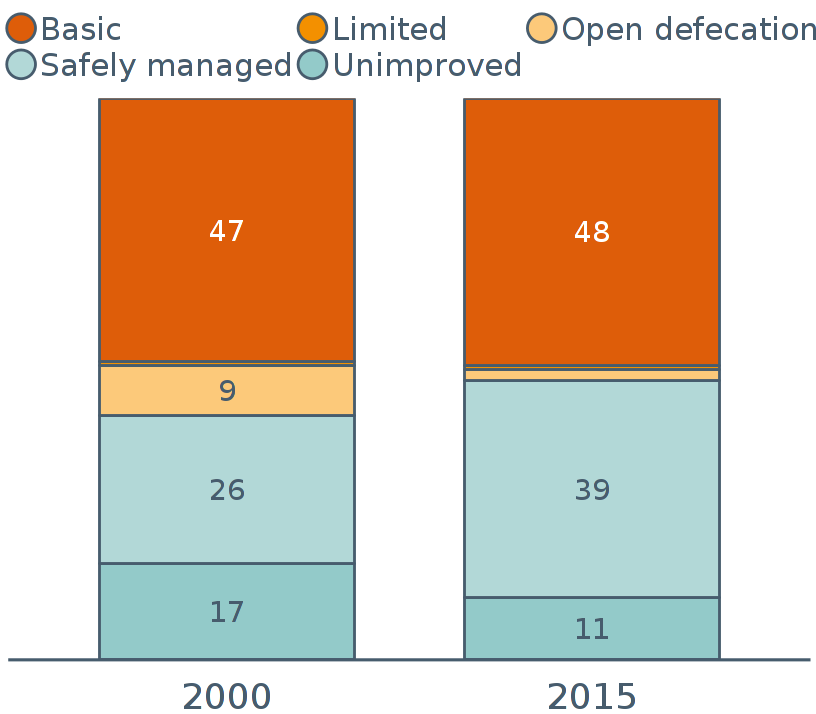 Basic Limited Open defecation
Safely managed Unimproved
47 48
9
26 39
17 11
2000 2015